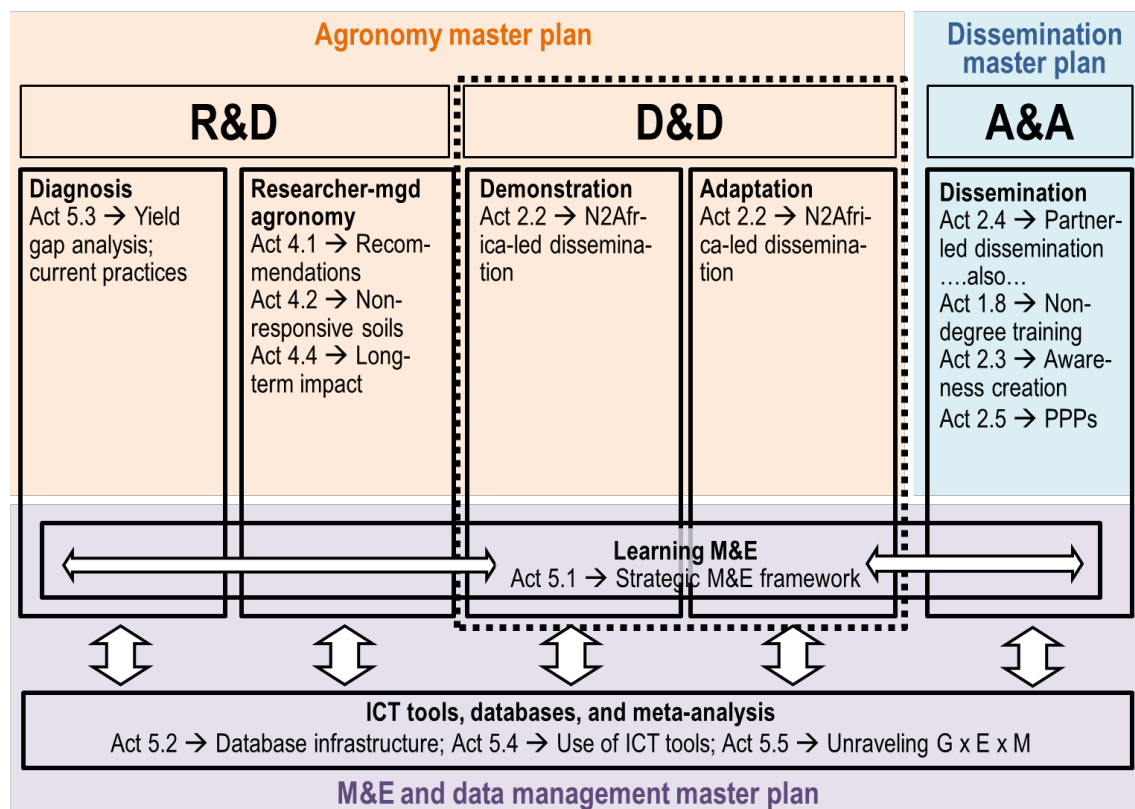 Agronomy master plan
Dissemination
master plan
R&D
D&D
A&A
Diagnosis
Act 5.3 → Yield
gap analysis;
current practices
Researcher-mgd
agronomy
Act 4.1 → Recom-
mendations
Act 4.2 → Non-
responsive soils
Act 4.4 → Long-
term impact
Demonstration
Act 2.2 → N2Afr-
ica-led dissemina-
tion
Adaptation
Act 2.2 → N2Afri-
ca-led dissemina-
tion
Dissemination
Act 2.4 → Partner-
led dissemination
….also…
Act 1.8 → Non-
degree training
Act 2.3 → Aware-
ness creation
Act 2.5 → PPPs
Learning M&E
Act 5.1 → Strategic M&E framework
ICT tools, databases, and meta-analysis
Act 5.2 → Database infrastructure; Act 5.4 → Use of ICT tools; Act 5.5 → Unraveling G x E x M
M&E and data management master plan